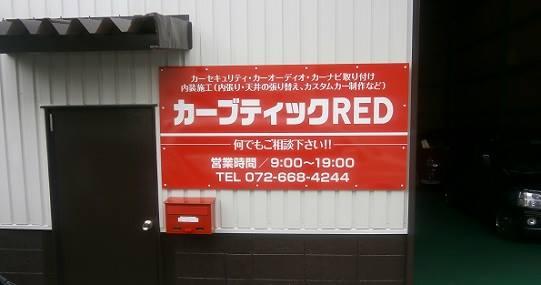 カーセキュリティ・カーオーディオ・カーナビ取り付け
内装施工（内張り・天井の張り替え、カスタムカー制作など）
カーブティックRED
何でもご相談下さい!!
営業時間／9:00〜19:00
TEL 072-668-4244